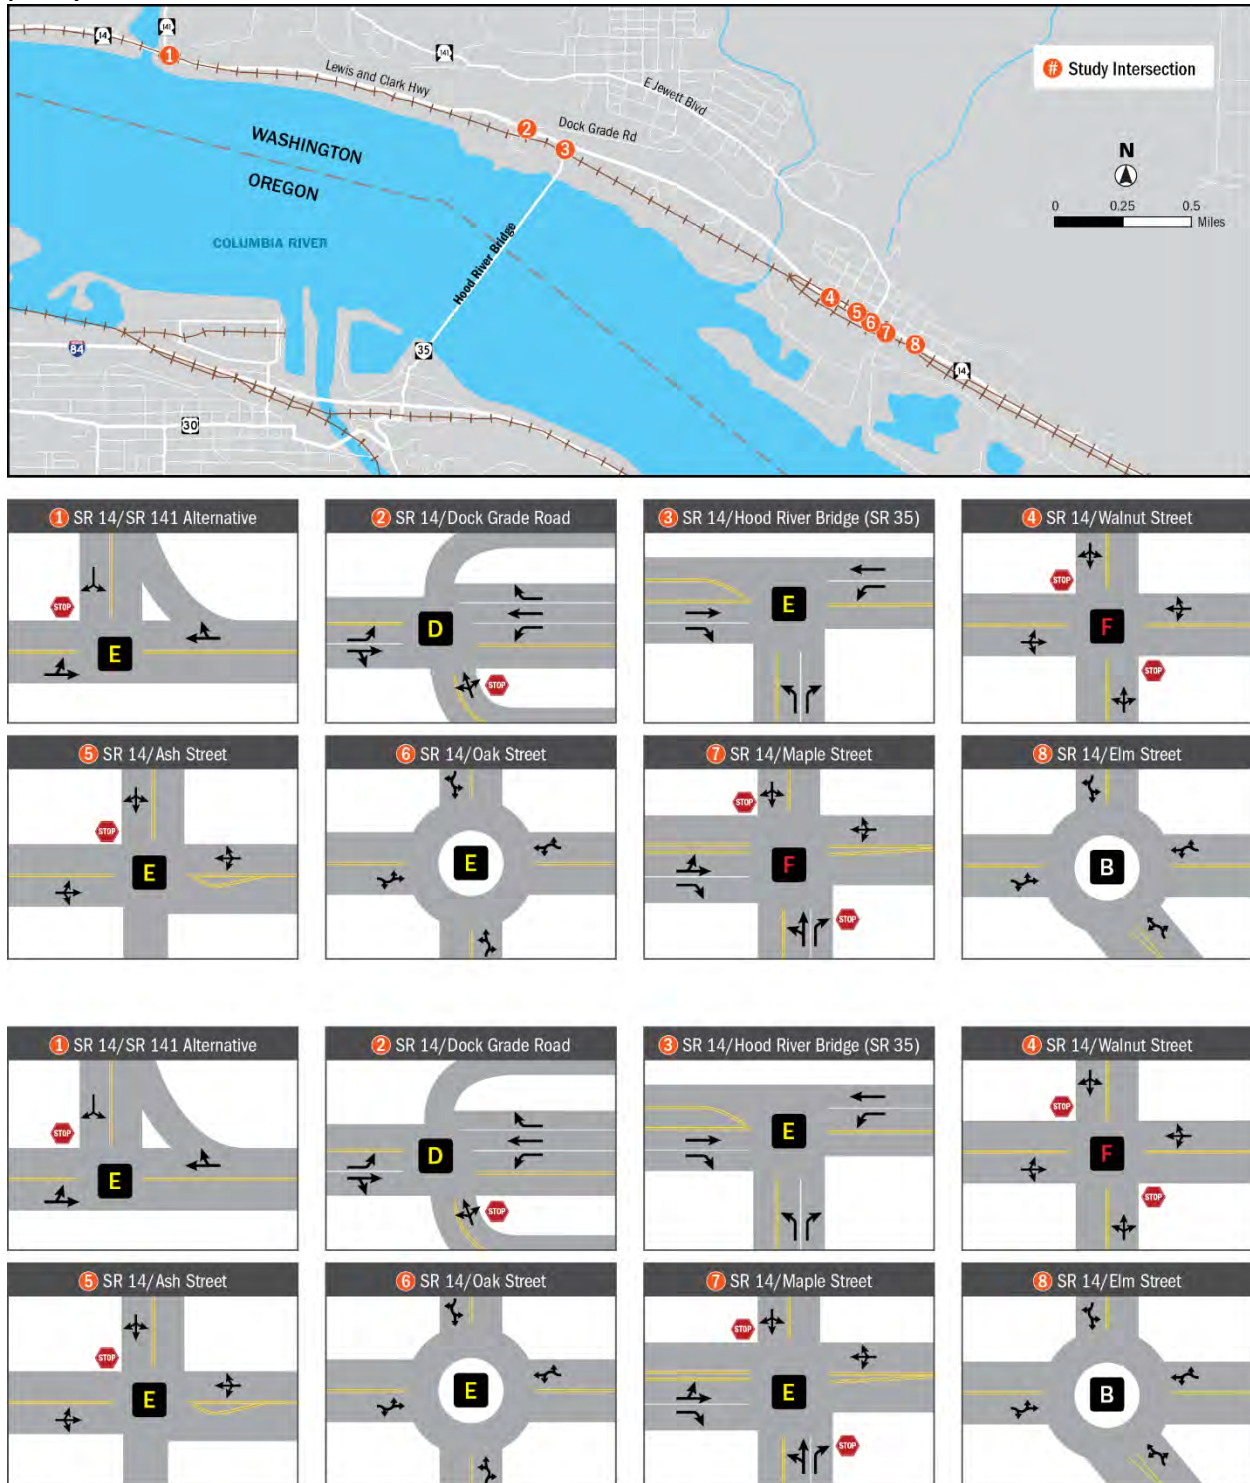 14
141
1
141
Lewis and Clark Hwy
E Jewett Blvd
# Study Intersection
2
Dock Grade Rd
3
WASHINGTON
OREGON
N
0 0.25 0.5
Miles
COLUMBIA RIVER
Hood River Bridge
4
5
6
7
8
84
35
14
30
1 SR 14/SR 141 Alternative
STOP
E
2 SR 14/Dock Grade Road
D
STOP
3 SR 14/Hood River Bridge (SR 35)
E
4 SR 14/Walnut Street
STOP
F
STOP
5 SR 14/Ash Street
STOP
E
6 SR 14/Oak Street
E
7 SR 14/Maple Street
STOP
F
STOP
8 SR 14/Elm Street
B
1 SR 14/SR 141 Alternative
STOP
E
2 SR 14/Dock Grade Road
D
STOP
3 SR 14/Hood River Bridge (SR 35)
E
4 SR 14/Walnut Street
STOP
F
STOP
5 SR 14/Ash Street
STOP
E
6 SR 14/Oak Street
E
7 SR 14/Maple Street
STOP
E
STOP
8 SR 14/Elm Street
B